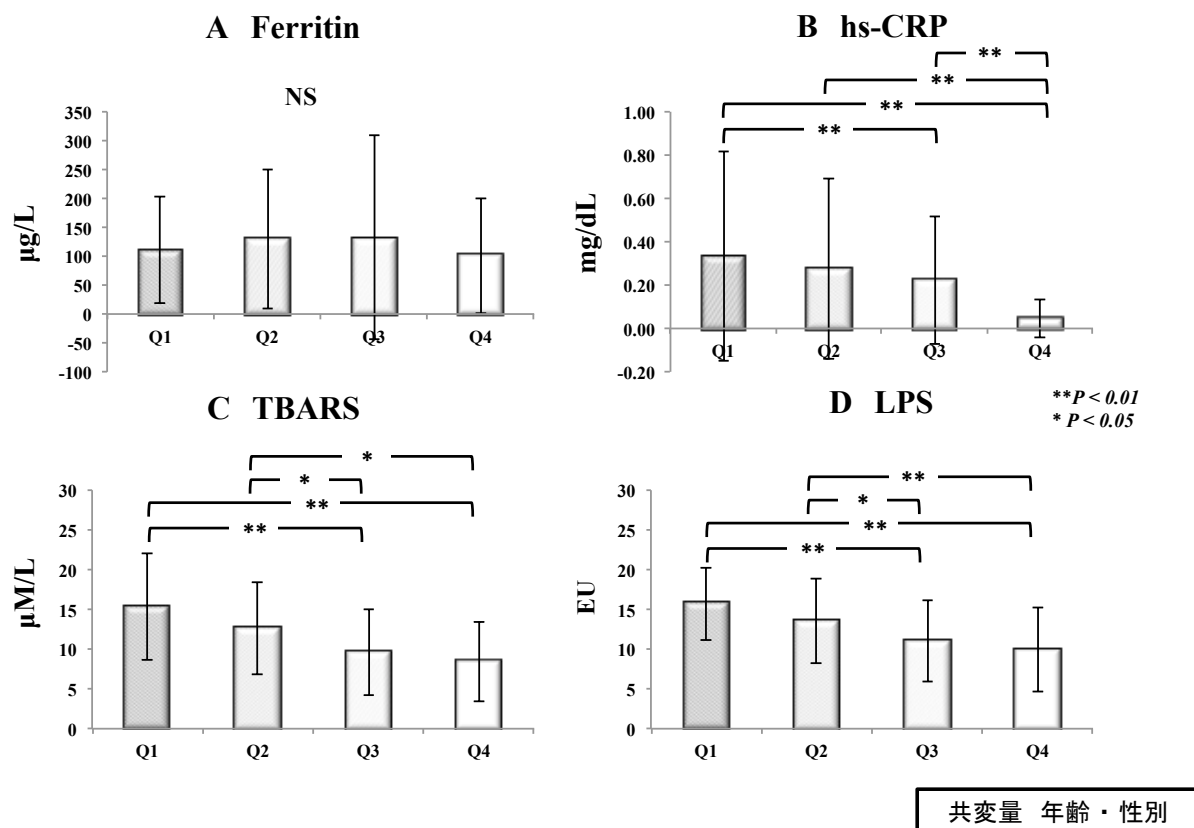 A Ferritin
NS
µg/L
350
300
250
200
150
100
50
0
-50
-100
Q1 Q2 Q3 Q4
B hs-CRP
**
**
**
**
mg/dL
1.00
0.80
0.60
0.40
0.20
0.00
-0.20
Q1 Q2 Q3 Q4
**P < 0.01
* P < 0.05
C TBARS
*
*
**
**
µM/L
30
25
20
15
10
5
0
Q1 Q2 Q3 Q4
D LPS
**
*
**
**
EU
30
25
20
15
10
5
0
Q1 Q2 Q3 Q4
共変量 年齢・性別